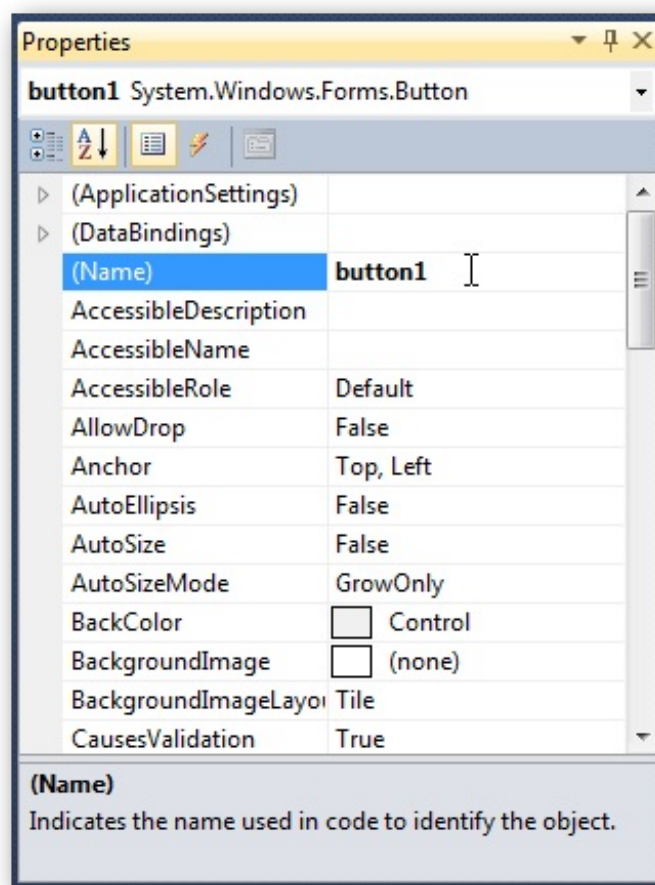 Properties
button1 System.Windows.Forms.Button
(ApplicationSettings)
(DataBindings)
(Name) button1
AccessibleDescription
AccessibleName
AccessibleRole Default
AllowDrop False
Anchor Top, Left
AutoEllipsis False
AutoSize False
AutoSizeMode GrowOnly
BackColor Control
BackgroundImage (none)
BackgroundImageLayou Tile
CausesValidation True
(Name)
Indicates the name used in code to identify the object.